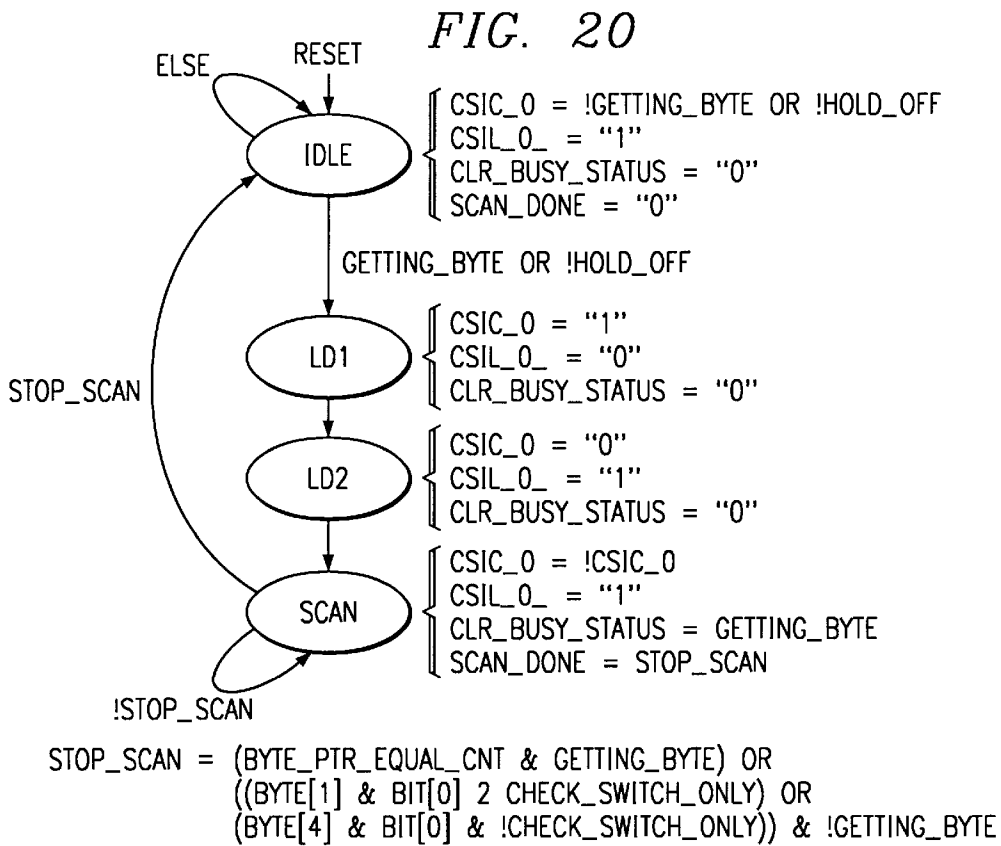 FIG. 20
ELSE
RESET
IDLE
CSIC_0 = !GETTING_BYTE OR !HOLD_OFF
CSIL_0_ = “1”
CLR_BUSY_STATUS = “0”
SCAN_DONE = “0”
GETTING_BYTE OR !HOLD_OFF
LD1
CSIC_0 = “1”
CSIL_0_ = “0”
CLR_BUSY_STATUS = “0”
STOP_SCAN
LD2
CSIC_0 = “0”
CSIL_0_ = “1”
CLR_BUSY_STATUS = “0”
SCAN
CSIC_0 = !CSIC_0
CSIL_0_ = “1”
CLR_BUSY_STATUS = GETTING_BYTE
SCAN_DONE = STOP_SCAN
!STOP_SCAN
STOP_SCAN = (BYTE_PTR_EQUAL_CNT & GETTING_BYTE) OR
((BYTE[1] & BIT[0] 2 CHECK_SWITCH_ONLY) OR
(BYTE[4] & BIT[0] & !CHECK_SWITCH_ONLY)) & !GETTING_BYTE